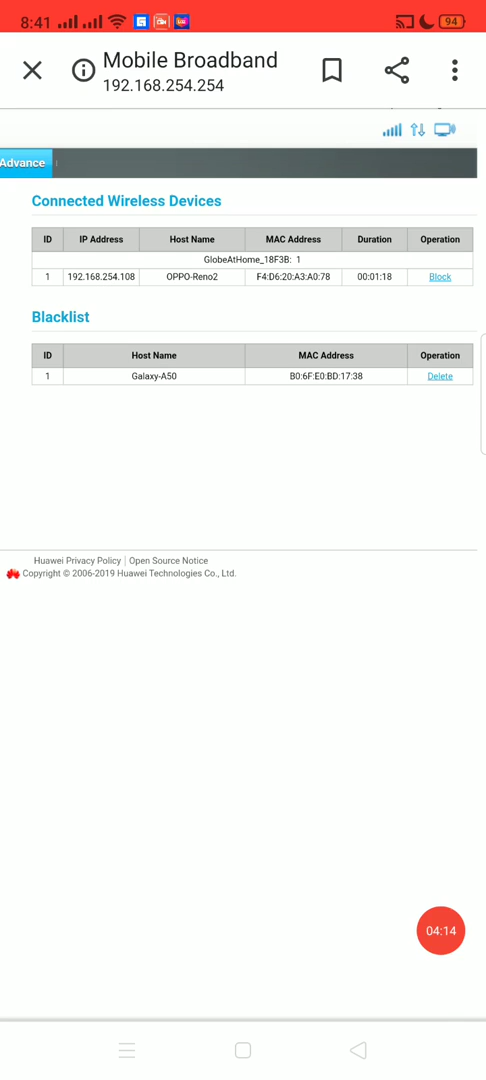 8:41
94
Mobile Broadband
192.168.254.254
Advance
Connected Wireless Devices
ID IP Address Host Name MAC Address Duration Operation
GlobeAtHome_18F3B: 1
1 192.168.254.108 OPPO-Reno2 F4:D6:20:A3:A0:78 00:01:18 Block
Blacklist
ID Host Name MAC Address Operation
1 Galaxy-A50 B0:6F:E0:BD:17:38 Delete
Huawei Privacy Policy | Open Source Notice
Copyright © 2006-2019 Huawei Technologies Co., Ltd.
04:14